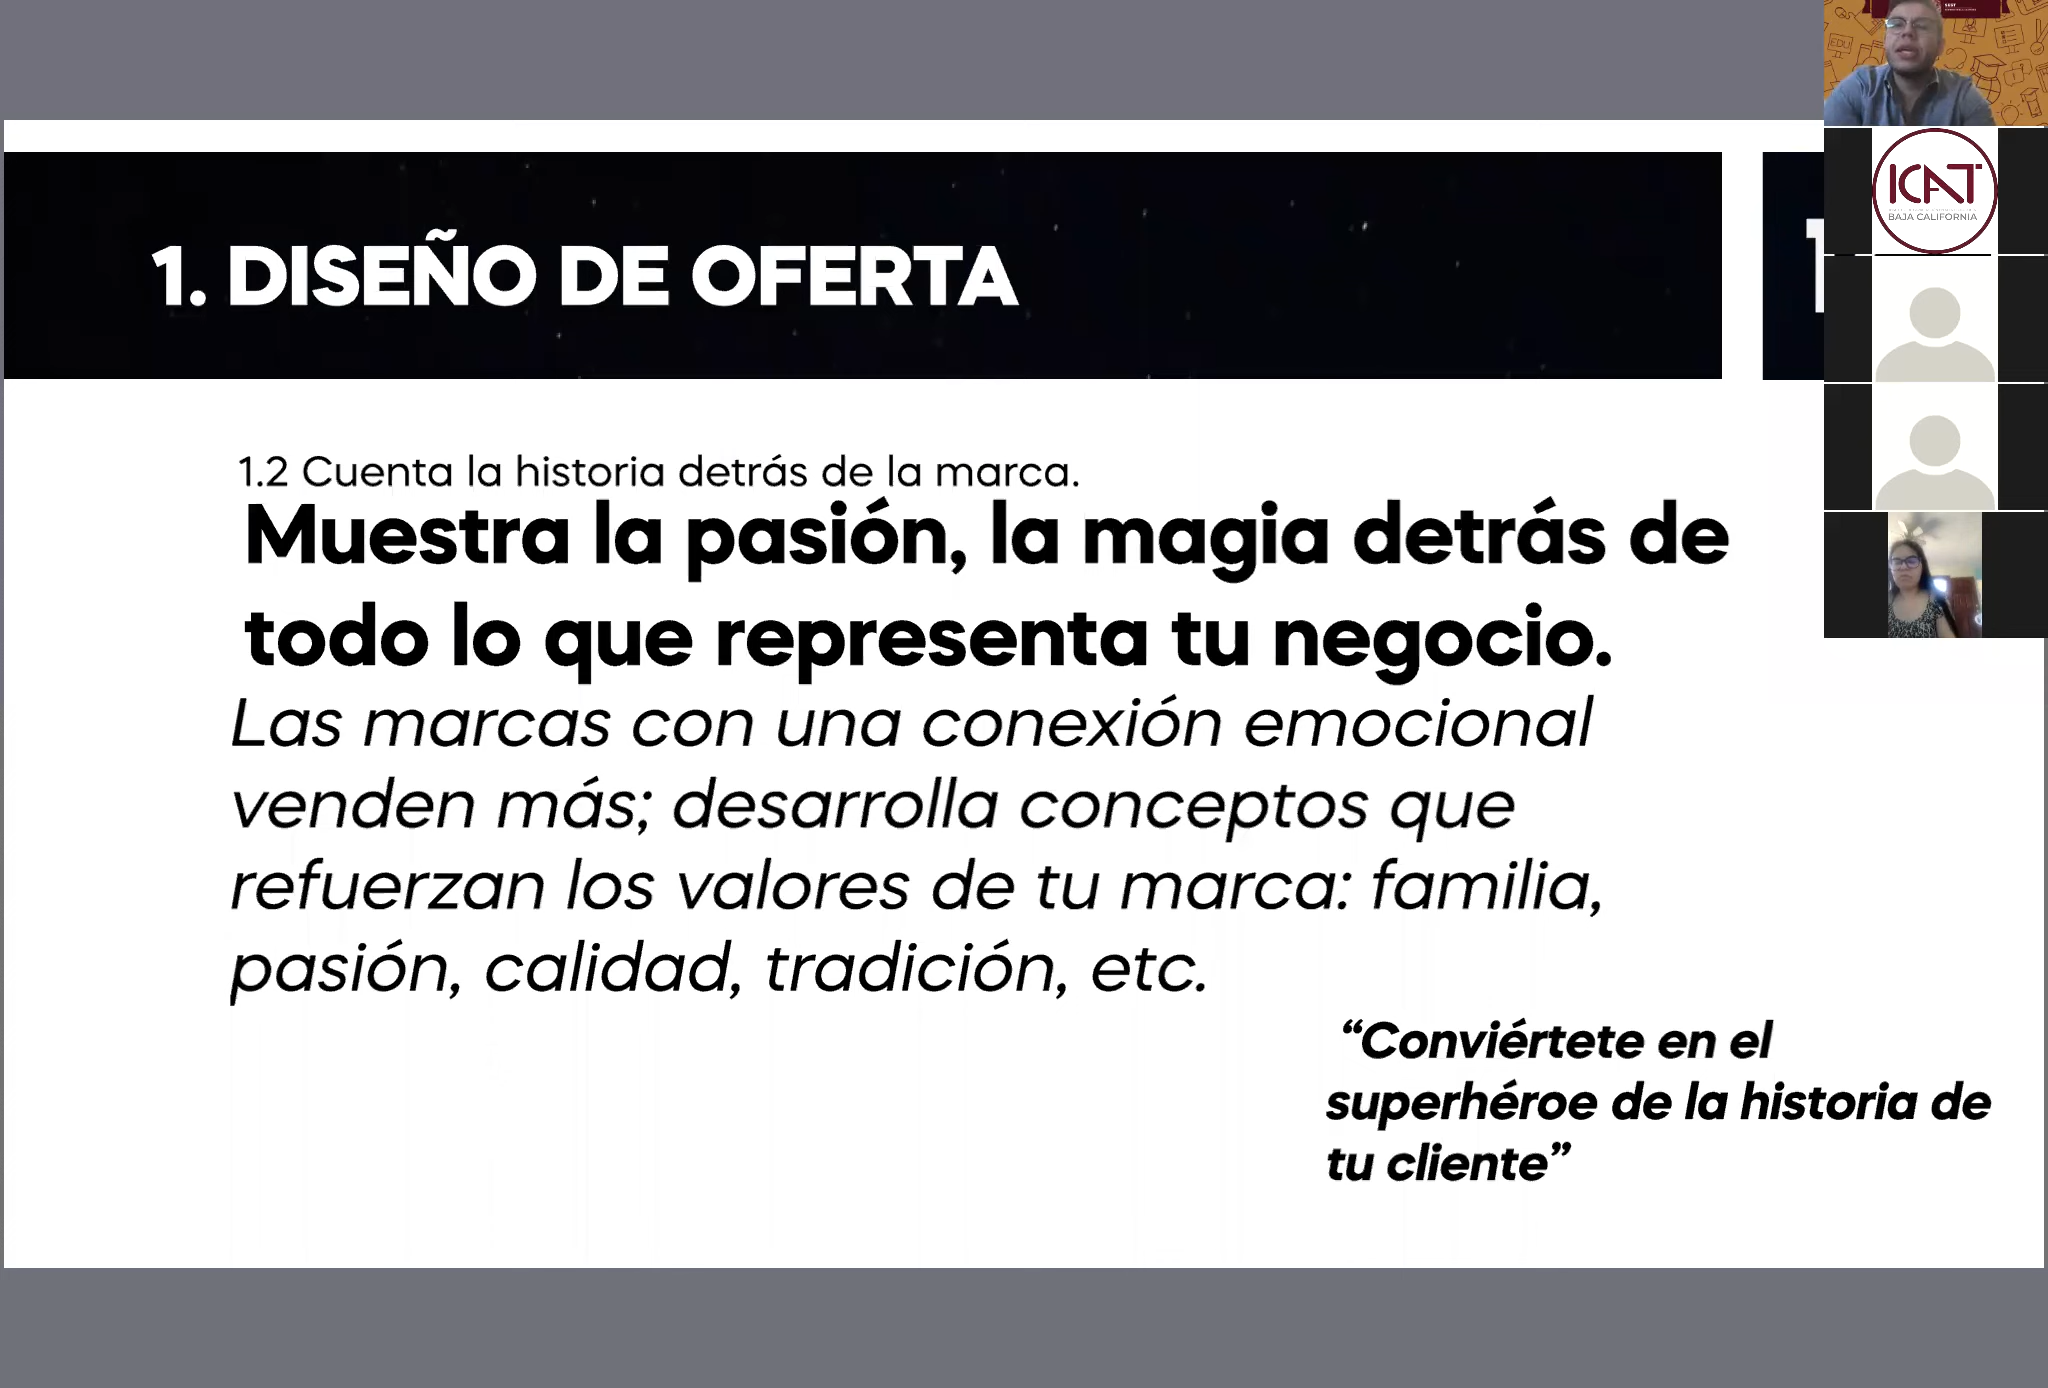 1. DISEÑO DE OFERTA
1.2 Cuenta la historia detrás de la marca.
Muestra la pasión, la magia detrás de
todo lo que representa tu negocio.
Las marcas con una conexión emocional
venden más; desarrolla conceptos que
refuerzan los valores de tu marca: familia,
pasión, calidad, tradición, etc.
“Conviértete en el
superhéroe de la historia de
tu cliente”
EDU
ICAT
BAJA CALIFORNIA